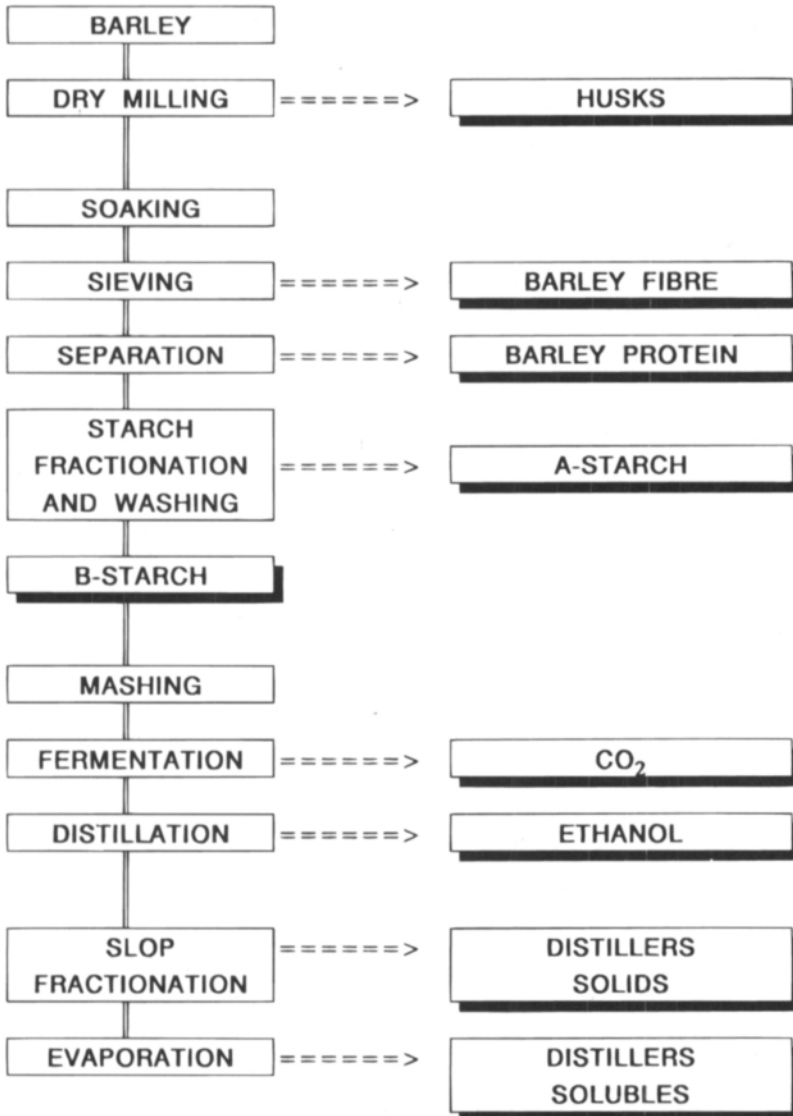 BARLEY
DRY MILLING ======> HUSKS
SOAKING
SIEVING ======> BARLEY FIBRE
SEPARATION ======> BARLEY PROTEIN
STARCH
FRACTIONATION ======> A-STARCH
AND WASHING
B-STARCH
MASHING
FERMENTATION ======> CO₂
DISTILLATION ======> ETHANOL
SLOP ======> DISTILLERS
FRACTIONATION SOLIDS
EVAPORATION ======> DISTILLERS
SOLUBLES